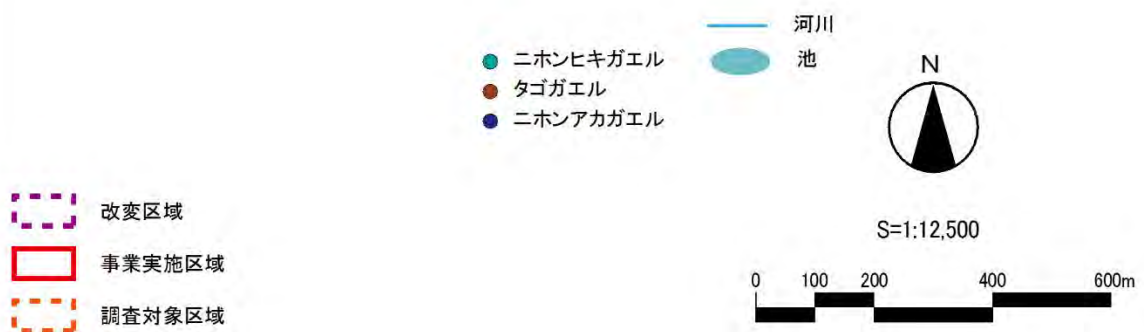 河川
池
ニホンヒキガエル
タゴガエル
ニホンアカガエル
N
改変区域
事業実施区域
調査対象区域
S=1:12,500
0 100 200 400 600m